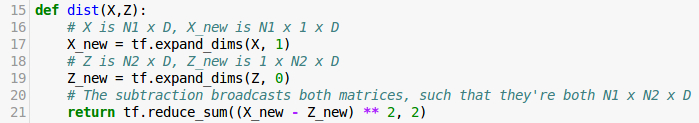 15 def dist(X,Z):
16     # X is N1 x D, X_new is N1 x 1 x D
17     X_new = tf.expand_dims(X, 1)
18     # Z is N2 x D, Z_new is 1 x N2 x D
19     Z_new = tf.expand_dims(Z, 0)
20     # The subtraction broadcasts both matrices, such that they're both N1 x N2 x D
21     return tf.reduce_sum((X_new - Z_new) ** 2, 2)